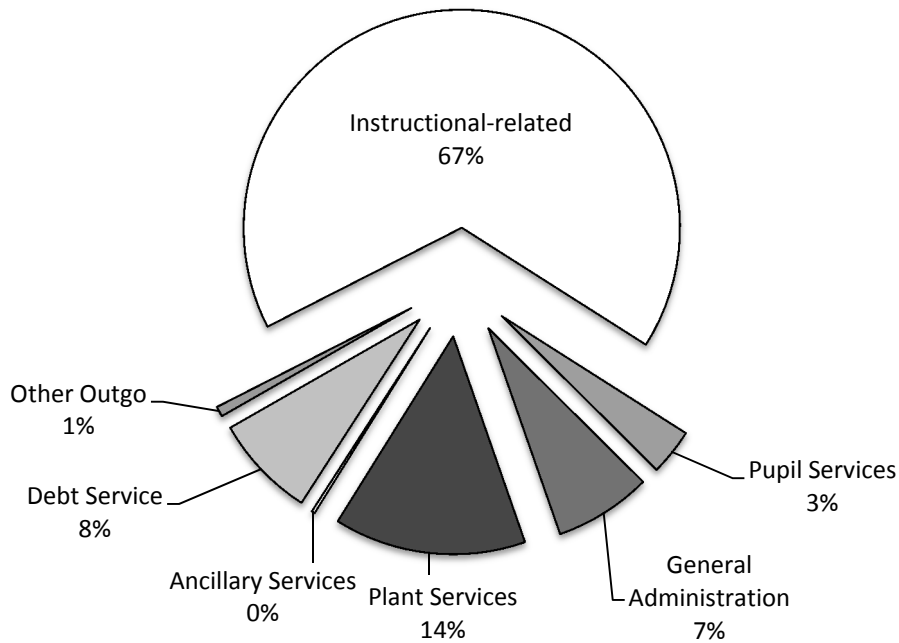 Instructional-related
67%
Other Outgo
1%
Pupil Services
3%
Debt Service
8%
General
Administration
7%
Ancillary Services
0%
Plant Services
14%